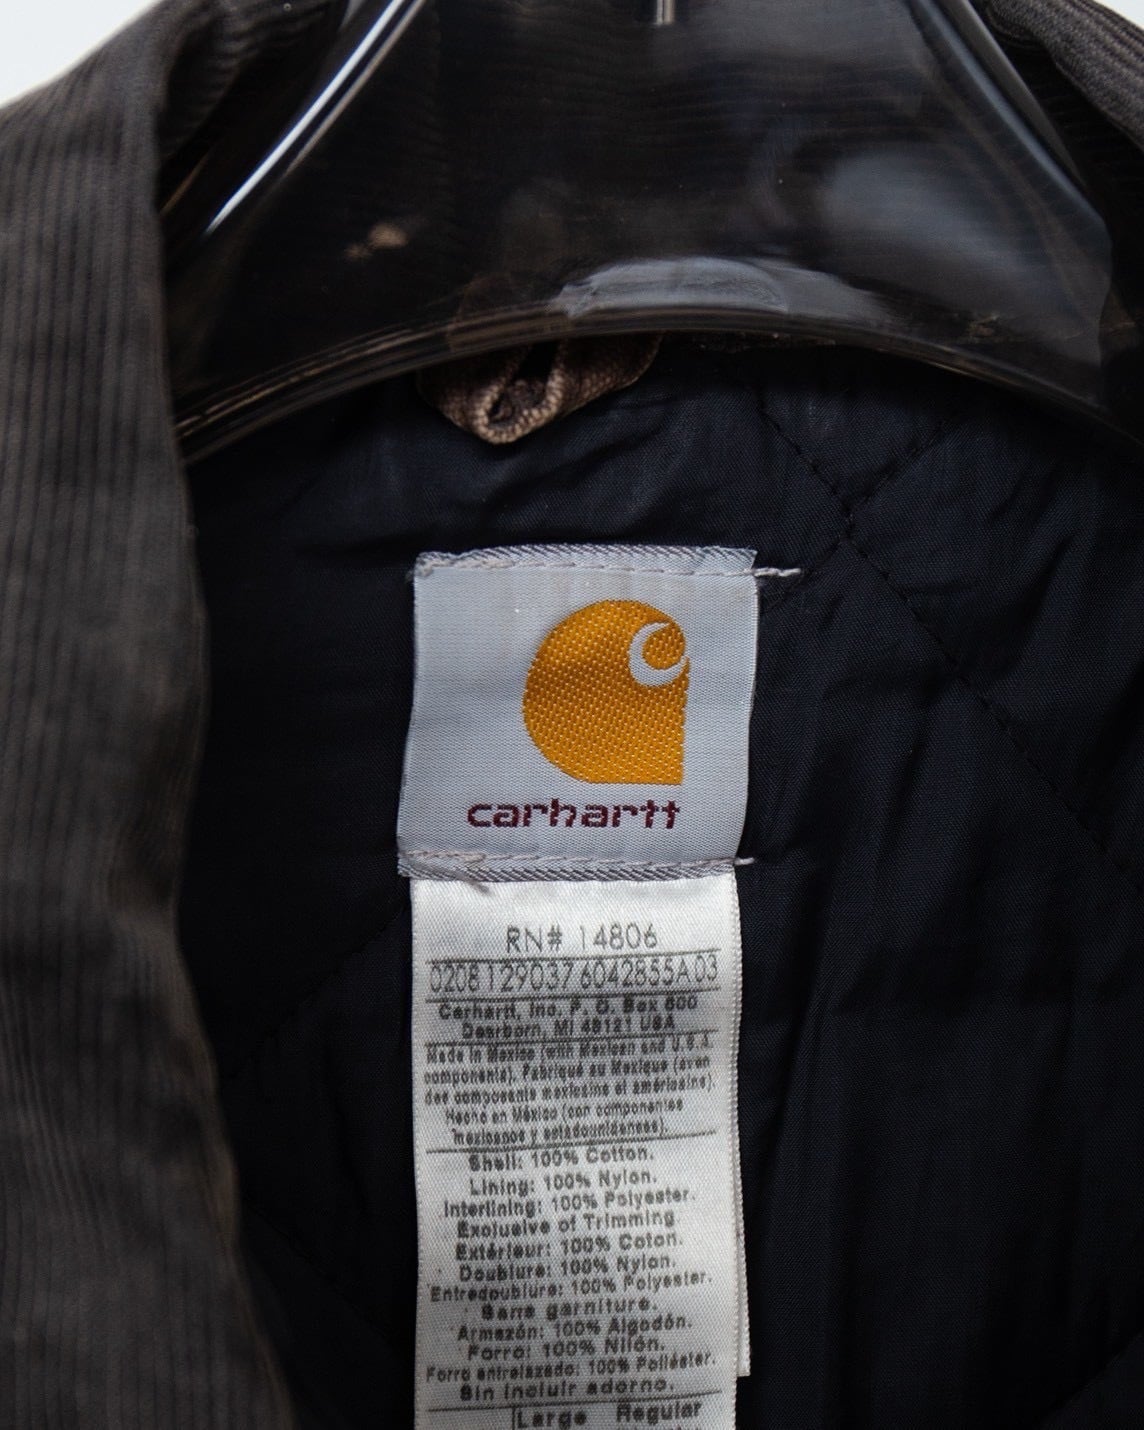 carhartt
RN# 14806
0208129037 6042855A03
Carhartt, Inc. P. O. Box 600
Dearborn, MI 48121 USA
Made in Mexico (with Mexican and U.S.A.
components). Fabriqué au Mexique (avec
des composants mexicains et américains).
Hecho en México (con componentes
mexicanos y estadounidenses).
Shell: 100% Cotton.
Lining: 100% Nylon.
Interlining: 100% Polyester.
Exclusive of Trimming
Extérieur: 100% Coton.
Doublure: 100% Nylon.
Entredoublure: 100% Polyester.
Sans garniture.
Armazón: 100% Algodón.
Forro: 100% Nilón.
Forro entrelazado: 100% Poliéster.
Sin incluir adorno.
Large Regular